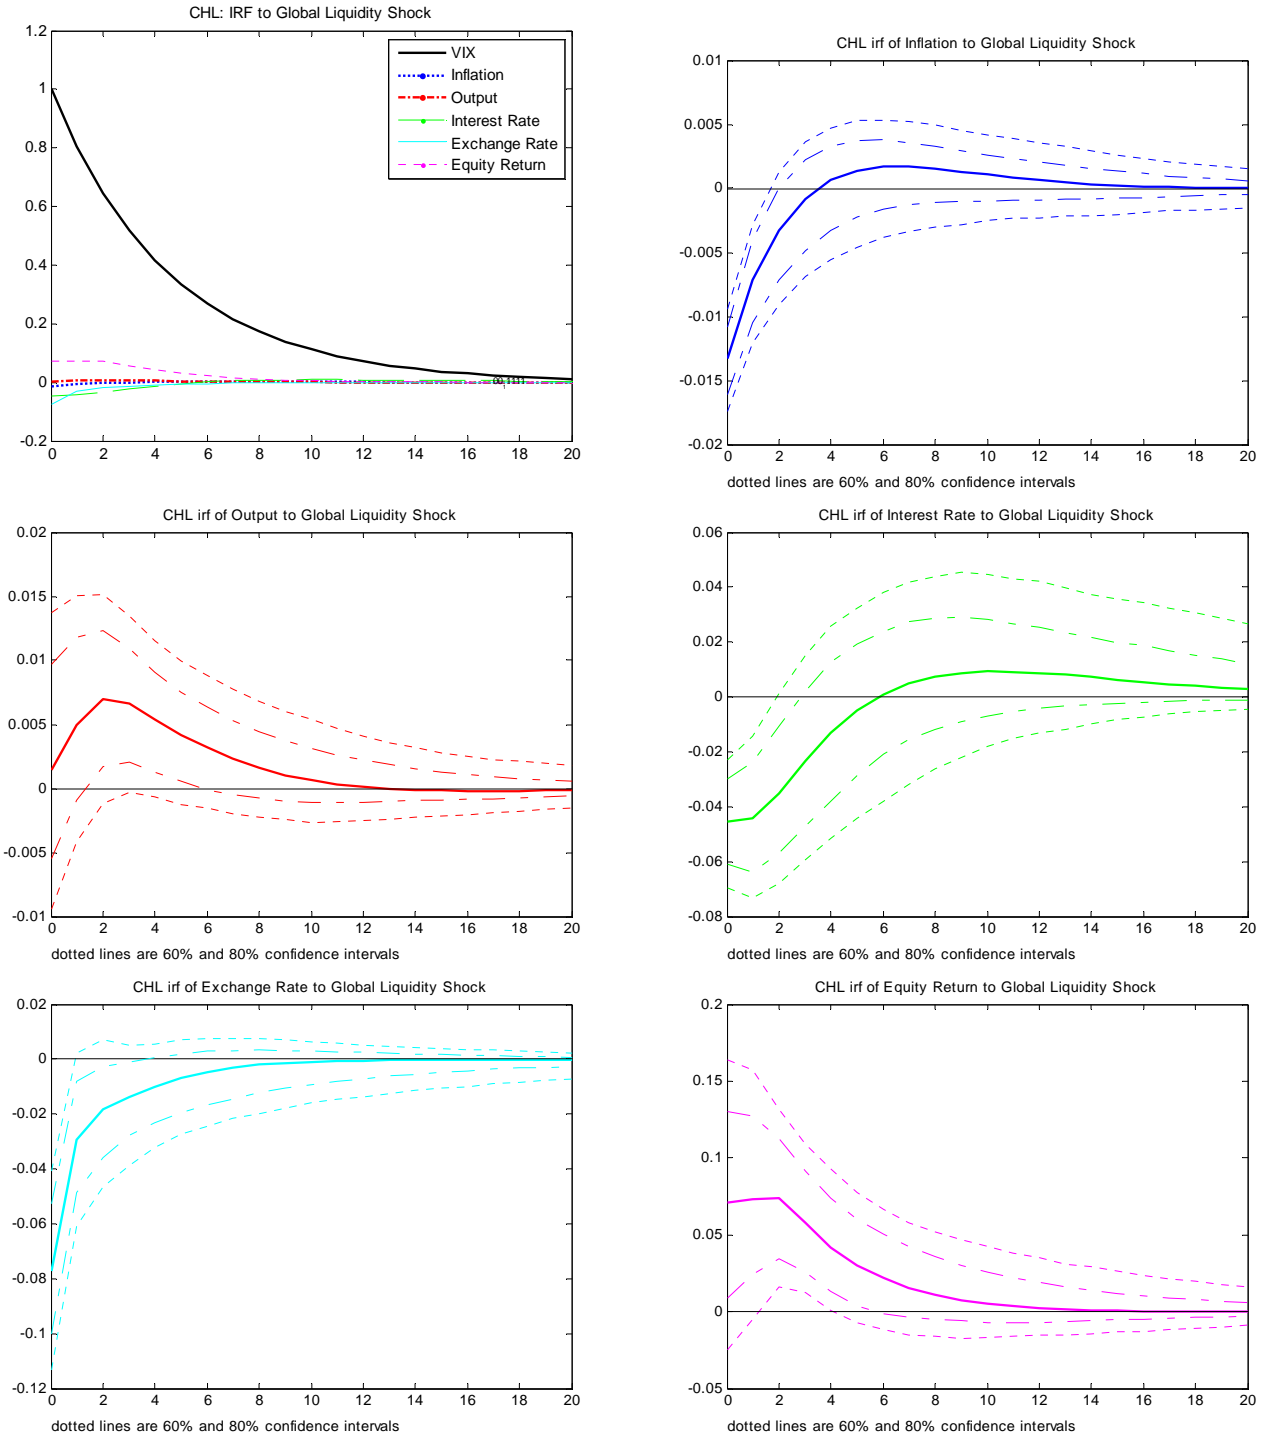 CHL: IRF to Global Liquidity Shock
1.2
1
0.8
0.6
0.4
0.2
0
-0.2
0 2 4 6 8 10 12 14 16 18 20
VIX
Inflation
Output
Interest Rate
Exchange Rate
Equity Return
CHL irf of Inflation to Global Liquidity Shock
0.01
0.005
0
-0.005
-0.01
-0.015
-0.02
0 2 4 6 8 10 12 14 16 18 20
dotted lines are 60% and 80% confidence intervals
CHL irf of Output to Global Liquidity Shock
0.02
0.015
0.01
0.005
0
-0.005
-0.01
0 2 4 6 8 10 12 14 16 18 20
dotted lines are 60% and 80% confidence intervals
CHL irf of Interest Rate to Global Liquidity Shock
0.06
0.04
0.02
0
-0.02
-0.04
-0.06
-0.08
0 2 4 6 8 10 12 14 16 18 20
dotted lines are 60% and 80% confidence intervals
CHL irf of Exchange Rate to Global Liquidity Shock
0.02
0
-0.02
-0.04
-0.06
-0.08
-0.1
-0.12
0 2 4 6 8 10 12 14 16 18 20
dotted lines are 60% and 80% confidence intervals
CHL irf of Equity Return to Global Liquidity Shock
0.2
0.15
0.1
0.05
0
-0.05
0 2 4 6 8 10 12 14 16 18 20
dotted lines are 60% and 80% confidence intervals